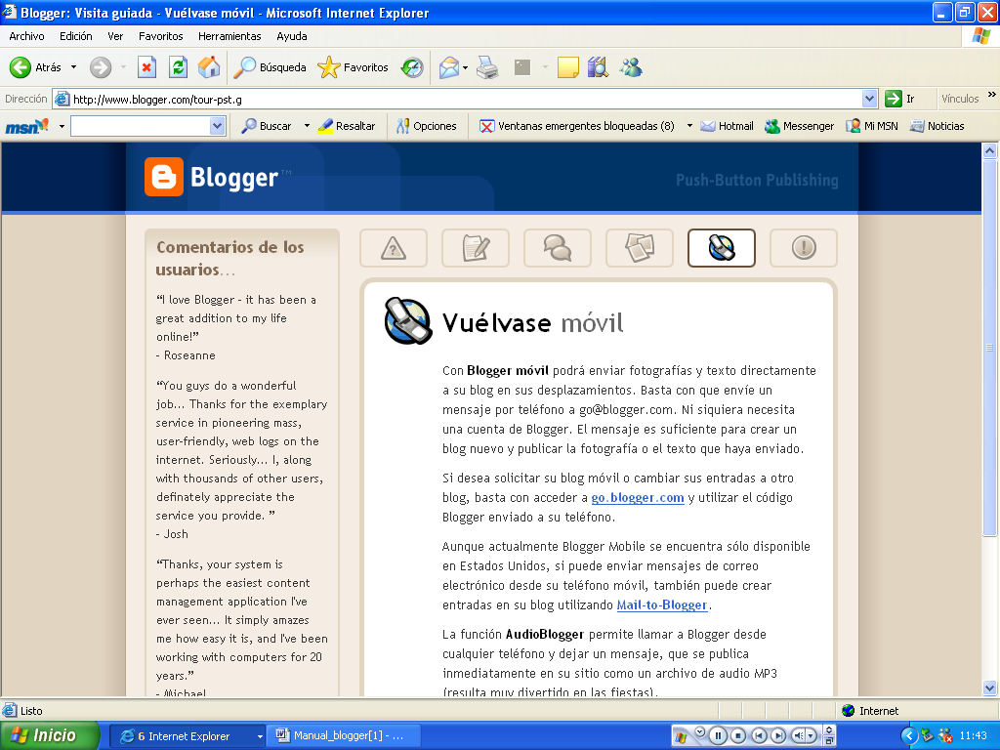 Blogger: Visita guiada - Vuélvase móvil - Microsoft Internet Explorer
Archivo Edición Ver Favoritos Herramientas Ayuda
Atrás Búsqueda Favoritos
Dirección http://www.blogger.com/tour-pst.g Ir Vínculos »
msn Buscar Resaltar Opciones Ventanas emergentes bloqueadas (8) Hotmail Messenger Mi MSN Noticias
Blogger™ Push-Button Publishing
Comentarios de los
usuarios...
“I love Blogger - it has been a
great addition to my life
online!”
- Roseanne
“You guys do a wonderful
job... Thanks for the exemplary
service in pioneering mass,
user-friendly, web logs on the
internet. Seriously... I, along
with thousands of other users,
definately appreciate the
service you provide. ”
- Josh
“Thanks, your system is
perhaps the easiest content
management application I've
ever seen... It simply amazes
me how easy it is, and I've been
working with computers for 20
years.”
- Michael
Vuélvase móvil
Con Blogger móvil podrá enviar fotografías y texto directamente
a su blog en sus desplazamientos. Basta con que envíe un
mensaje por teléfono a go@blogger.com. Ni siquiera necesita
una cuenta de Blogger. El mensaje es suficiente para crear un
blog nuevo y publicar la fotografía o el texto que haya enviado.
Si desea solicitar su blog móvil o cambiar sus entradas a otro
blog, basta con acceder a go.blogger.com y utilizar el código
Blogger enviado a su teléfono.
Aunque actualmente Blogger Mobile se encuentra sólo disponible
en Estados Unidos, si puede enviar mensajes de correo
electrónico desde su teléfono móvil, también puede crear
entradas en su blog utilizando Mail-to-Blogger.
La función AudioBlogger permite llamar a Blogger desde
cualquier teléfono y dejar un mensaje, que se publica
inmediatamente en su sitio como un archivo de audio MP3
(resulta muy divertido en las fiestas).
Listo Internet
Inicio 6 Internet Explorer Manual_blogger[1] - ... 11:43